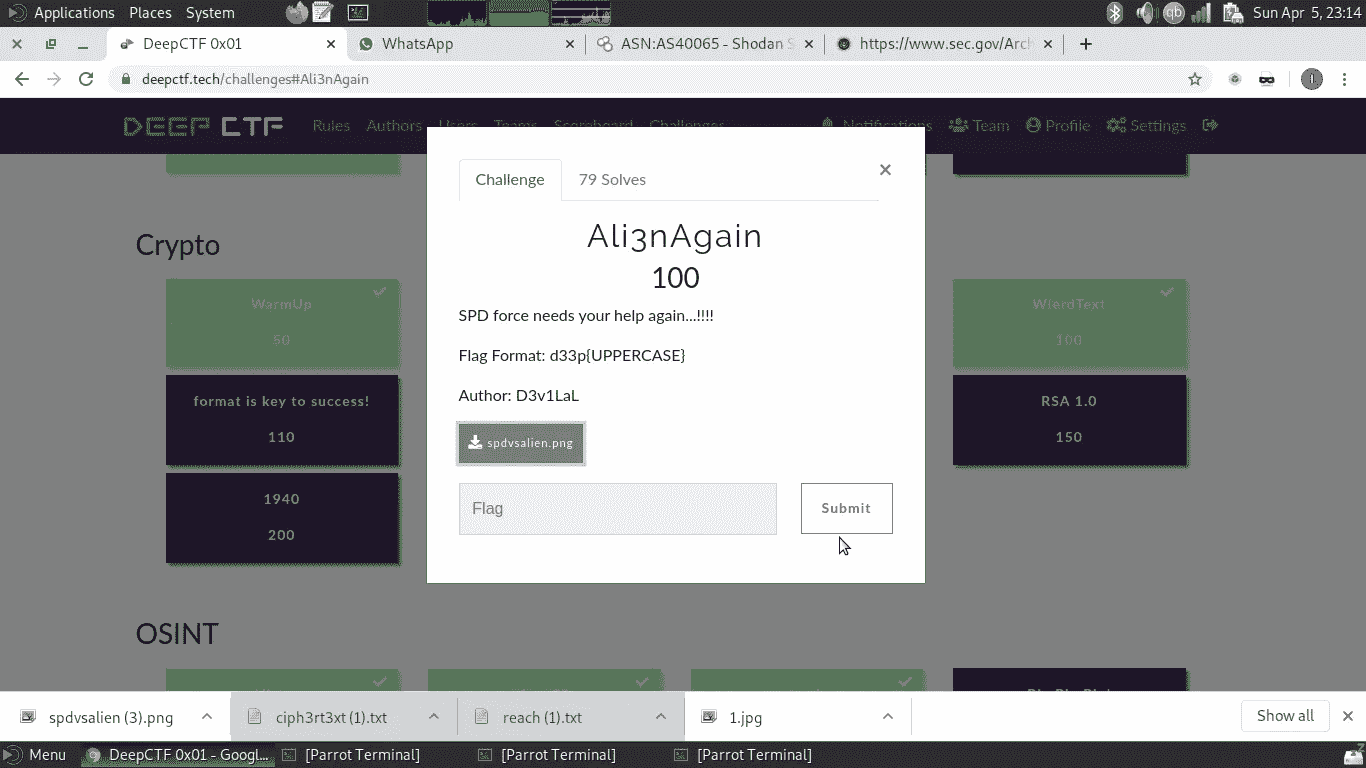 Applications Places System Sun Apr 5, 23:14
DeepCTF 0x01 WhatsApp ASN:AS40065 - Shodan S https://www.sec.gov/Arch
deepctf.tech/challenges#Ali3nAgain
DEEP CTF Rules Authors Users Teams Scoreboard Challenges Notifications Team Profile Settings
Challenge 79 Solves
Ali3nAgain
100
SPD force needs your help again...!!!!
Flag Format: d33p{UPPERCASE}
Author: D3v1LaL
spdvsalien.png
Flag Submit
Crypto
WarmUp WierdText
50 100
format is key to success! RSA 1.0
110 150
1940
200
OSINT
spdvsalien (3).png ciph3rt3xt (1).txt reach (1).txt 1.jpg Show all
Menu DeepCTF 0x01 - Googl... [Parrot Terminal] [Parrot Terminal] [Parrot Terminal]